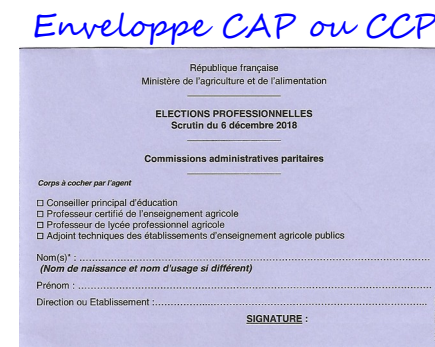 Enveloppe CAP ou CCP
République française
Ministère de l'agriculture et de l'alimentation
ELECTIONS PROFESSIONNELLES
Scrutin du 6 décembre 2018
Commissions administratives paritaires
Corps à cocher par l'agent
☐ Conseiller principal d'éducation
☐ Professeur certifié de l'enseignement agricole
☐ Professeur de lycée professionnel agricole
☐ Adjoint techniques des établissements d'enseignement agricole publics
Nom(s)* : ..........................................................................................
(Nom de naissance et nom d'usage si différent)
Prénom : ..........................................................................................
Direction ou Etablissement :......................................................................
SIGNATURE :